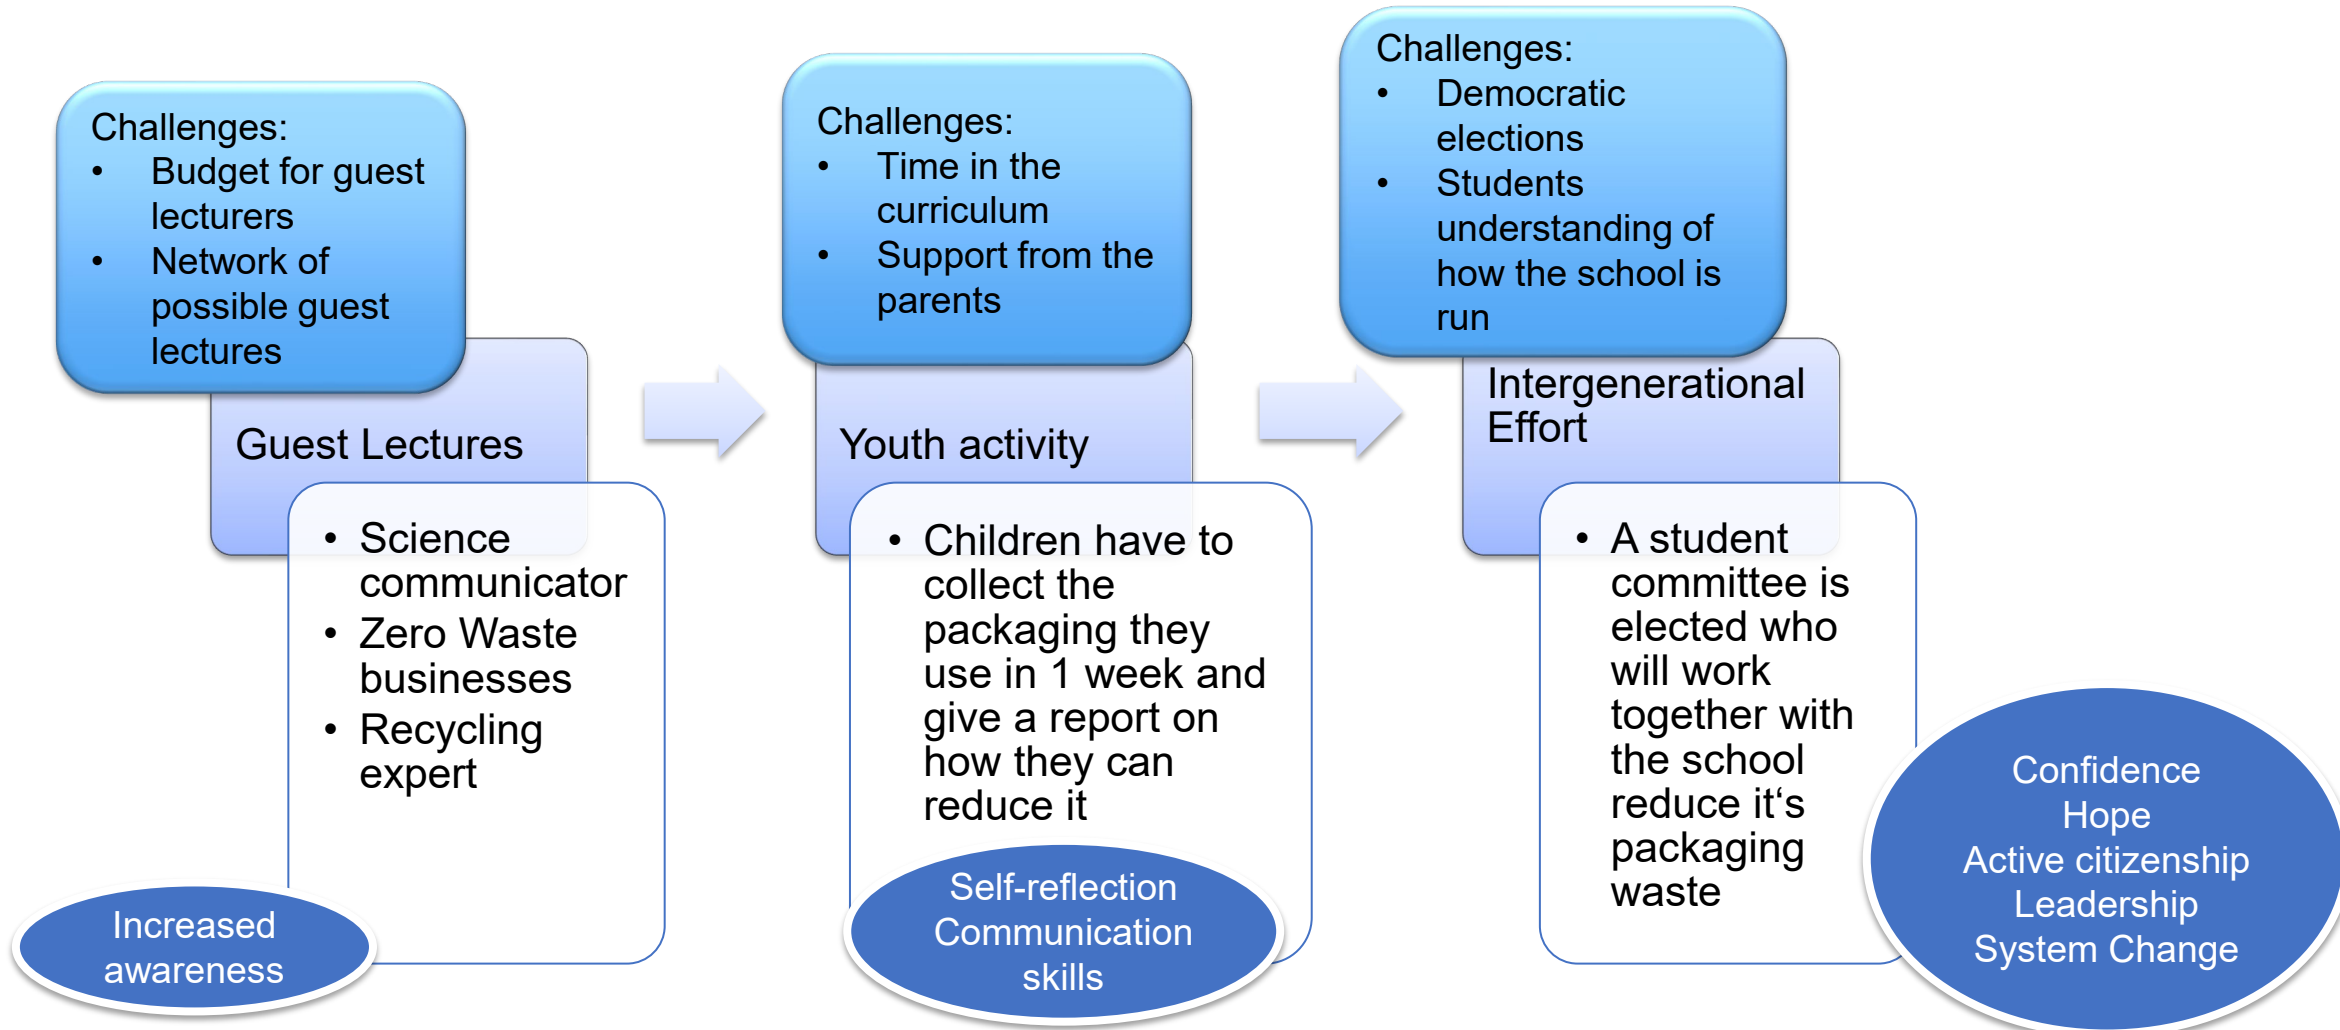 Challenges:
• Budget for guest
lecturers
• Network of
possible guest
lectures
Guest Lectures
• Science
communicator
• Zero Waste
businesses
• Recycling
expert
Increased
awareness
Challenges:
• Time in the
curriculum
• Support from the
parents
Youth activity
• Children have to
collect the
packaging they
use in 1 week and
give a report on
how they can
reduce it
Self-reflection
Communication
skills
Challenges:
• Democratic
elections
• Students
understanding of
how the school is
run
Intergenerational
Effort
• A student
committee is
elected who
will work
together with
the school
reduce it‘s
packaging
waste
Confidence
Hope
Active citizenship
Leadership
System Change